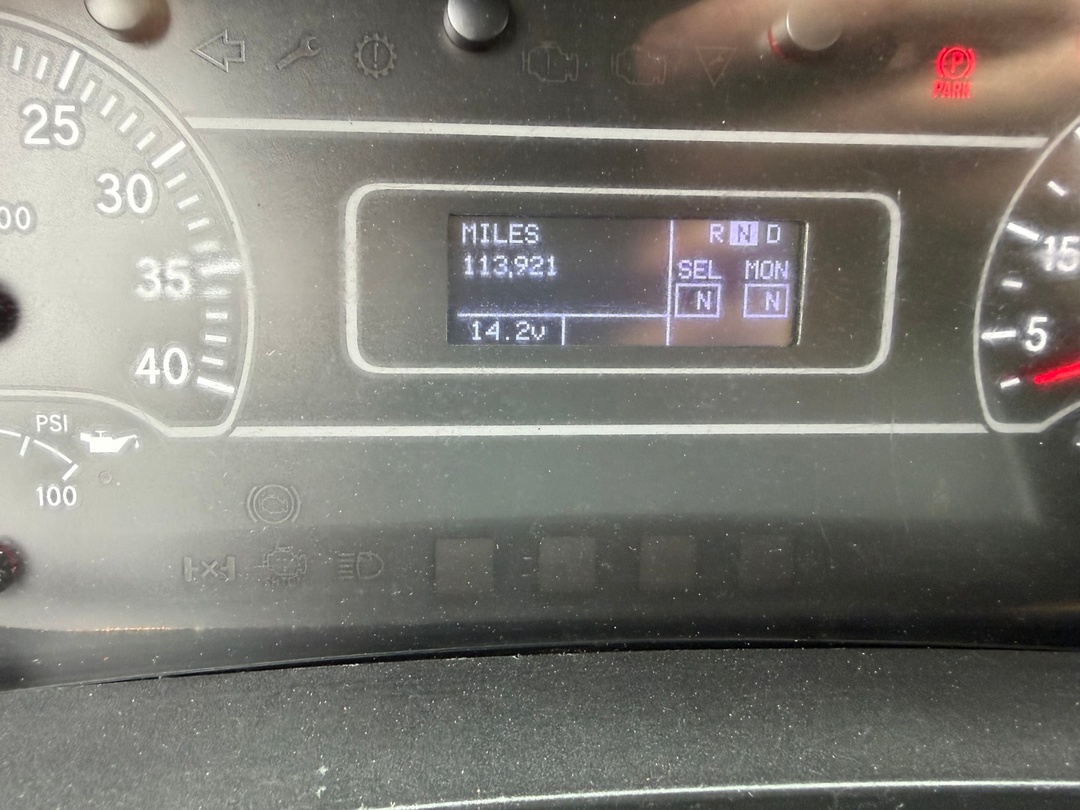 PARK
25
30
00
35
40
MILES
113,921
14.2v
R N D
SEL MON
N N
15
5
PSI
100